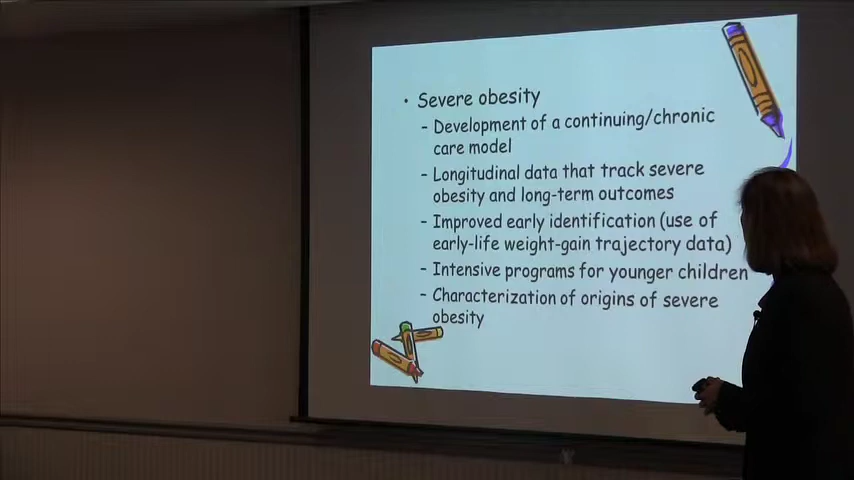 • Severe obesity
- Development of a continuing/chronic
care model
- Longitudinal data that track severe
obesity and long-term outcomes
- Improved early identification (use of
early-life weight-gain trajectory data)
- Intensive programs for younger children
- Characterization of origins of severe
obesity